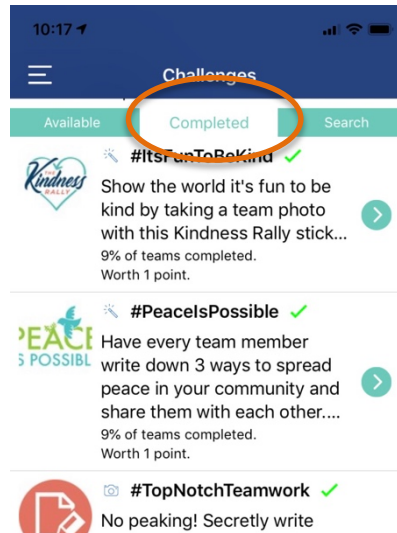 10:17
Challenges
Available Completed Search
THE
Kindness
RALLY
#ItsFunToBeKind
Show the world it's fun to be
kind by taking a team photo
with this Kindness Rally stick...
9% of teams completed.
Worth 1 point.
PEACE
IS POSSIBL
#PeaceIsPossible
Have every team member
write down 3 ways to spread
peace in your community and
share them with each other....
9% of teams completed.
Worth 1 point.
#TopNotchTeamwork
No peaking! Secretly write